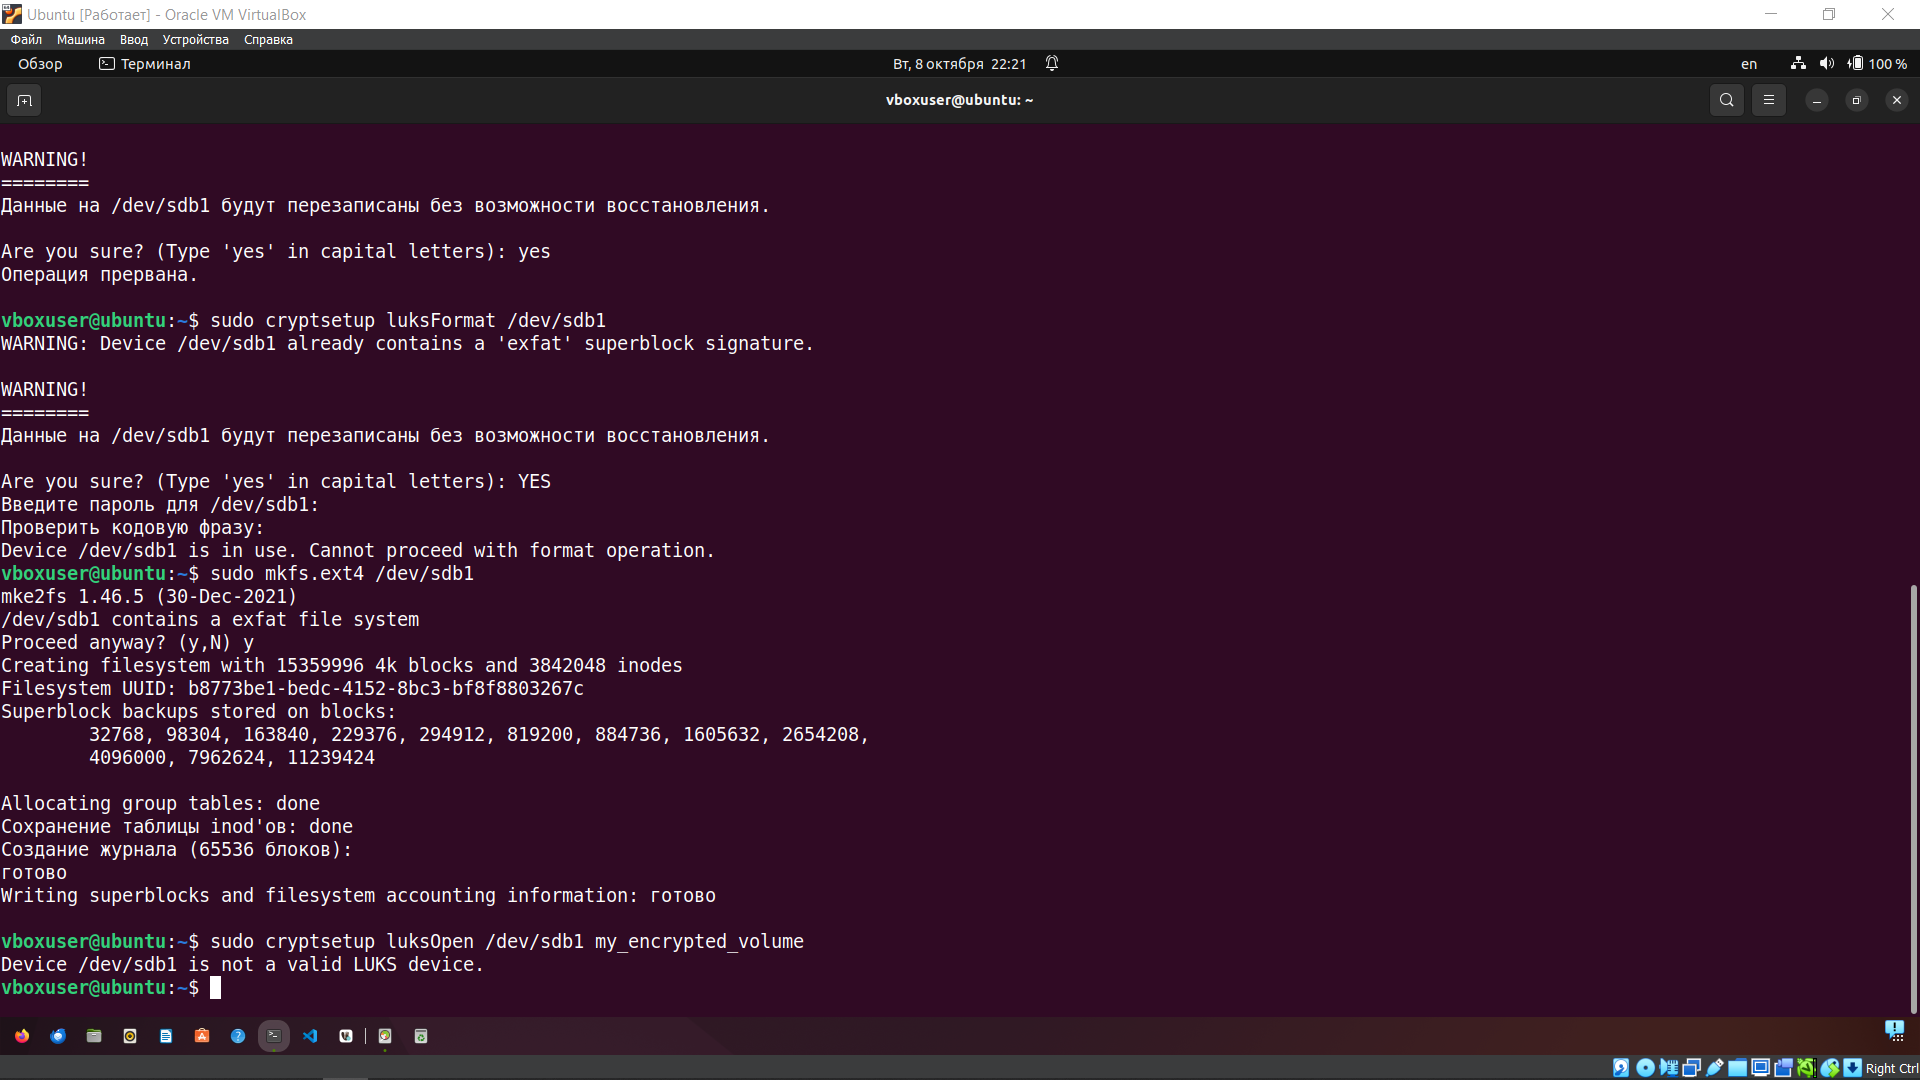 Ubuntu [Работает] - Oracle VM VirtualBox
Файл Машина Ввод Устройства Справка
Обзор Терминал Вт, 8 октября 22:21 en 100 %
vboxuser@ubuntu: ~
WARNING!
========
Данные на /dev/sdb1 будут перезаписаны без возможности восстановления.
Are you sure? (Type 'yes' in capital letters): yes
Операция прервана.
vboxuser@ubuntu:~$ sudo cryptsetup luksFormat /dev/sdb1
WARNING: Device /dev/sdb1 already contains a 'exfat' superblock signature.
WARNING!
========
Данные на /dev/sdb1 будут перезаписаны без возможности восстановления.
Are you sure? (Type 'yes' in capital letters): YES
Введите пароль для /dev/sdb1:
Проверить кодовую фразу:
Device /dev/sdb1 is in use. Cannot proceed with format operation.
vboxuser@ubuntu:~$ sudo mkfs.ext4 /dev/sdb1
mke2fs 1.46.5 (30-Dec-2021)
/dev/sdb1 contains a exfat file system
Proceed anyway? (y,N) y
Creating filesystem with 15359996 4k blocks and 3842048 inodes
Filesystem UUID: b8773be1-bedc-4152-8bc3-bf8f8803267c
Superblock backups stored on blocks:
32768, 98304, 163840, 229376, 294912, 819200, 884736, 1605632, 2654208,
4096000, 7962624, 11239424
Allocating group tables: done
Сохранение таблицы inod'ов: done
Создание журнала (65536 блоков):
готово
Writing superblocks and filesystem accounting information: готово
vboxuser@ubuntu:~$ sudo cryptsetup luksOpen /dev/sdb1 my_encrypted_volume
Device /dev/sdb1 is not a valid LUKS device.
vboxuser@ubuntu:~$
Right Ctrl